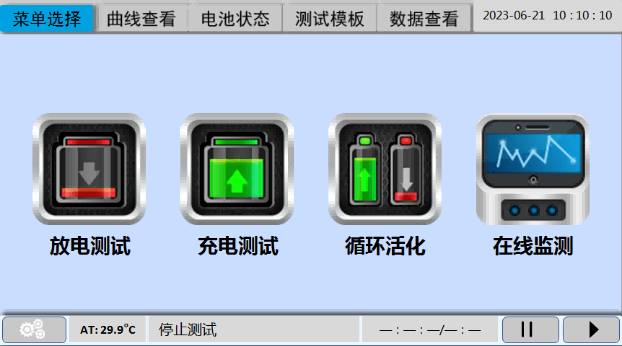 菜单选择 曲线查看 电池状态 测试模板 数据查看 2023-06-21 10 : 10 : 10
放电测试 充电测试 循环活化 在线监测
AT: 29.9°C 停止测试 — : — : —/— : —